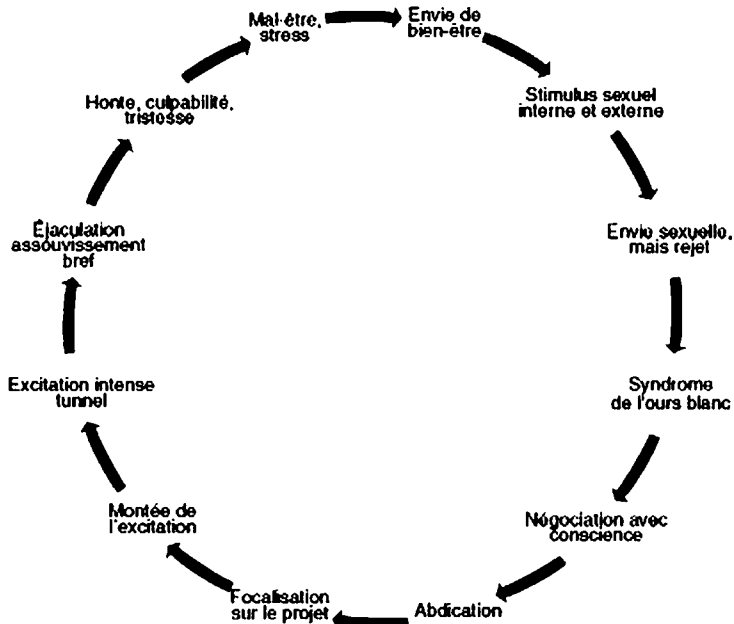 Mal-être,
stress
Envie de
bien-être
Stimulus sexuel
interne et externe
Envie sexuelle,
mais rejet
Syndrome
de l'ours blanc
Négociation avec
conscience
Abdication
Focalisation
sur le projet
Montée de
l'excitation
Excitation intense
tunnel
Éjaculation
assouvissement
bref
Honte, culpabilité,
tristesse